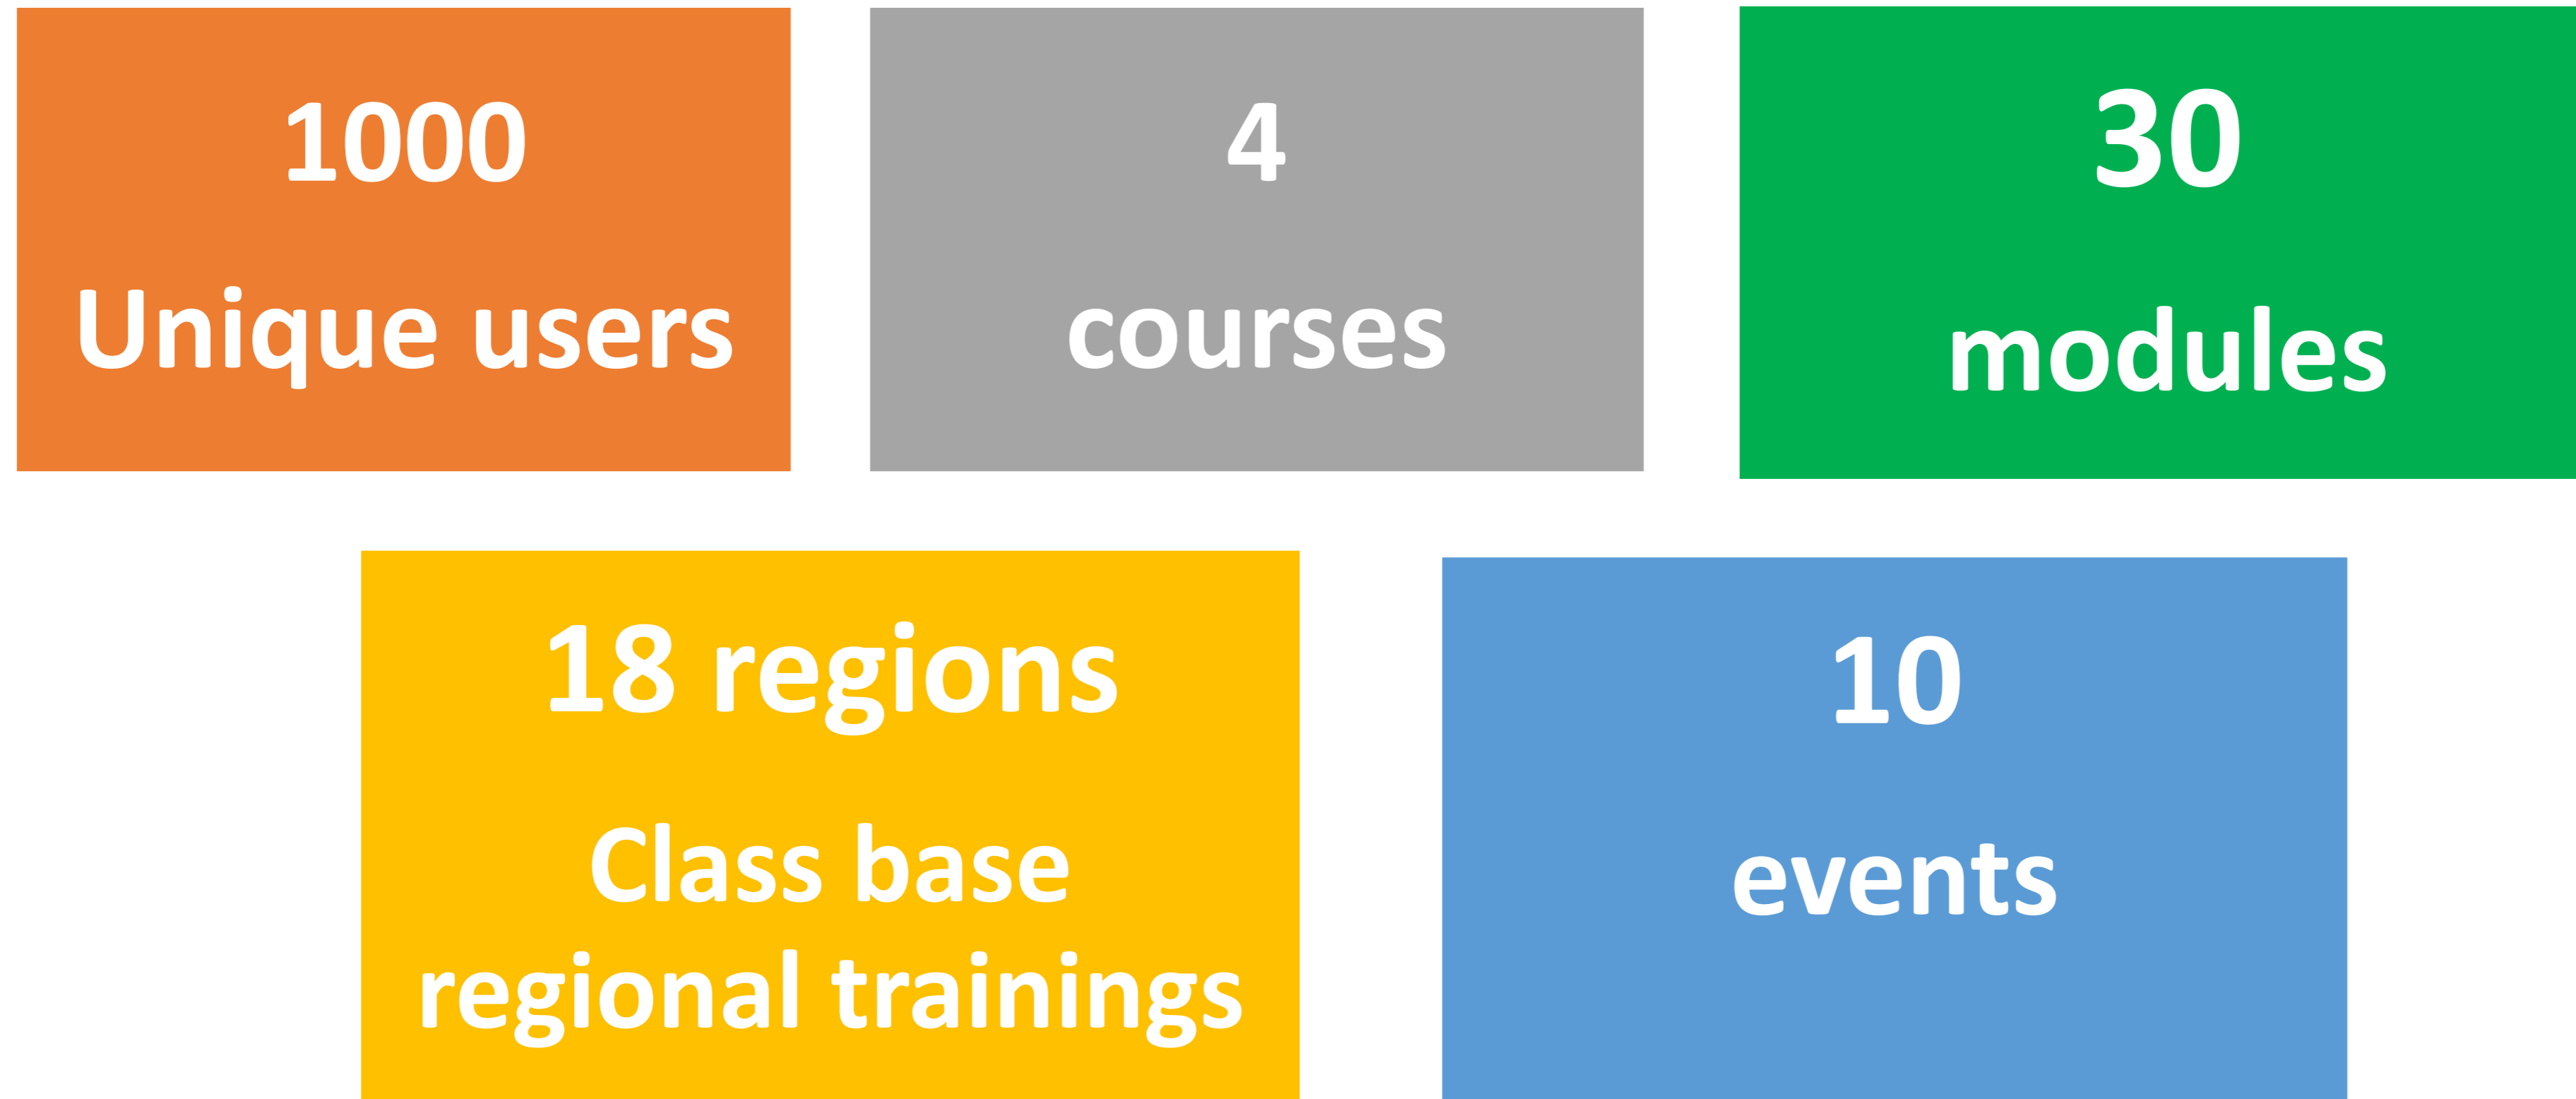 1000
Unique users
4
courses
30
modules
18 regions
Class base
regional trainings
10
events